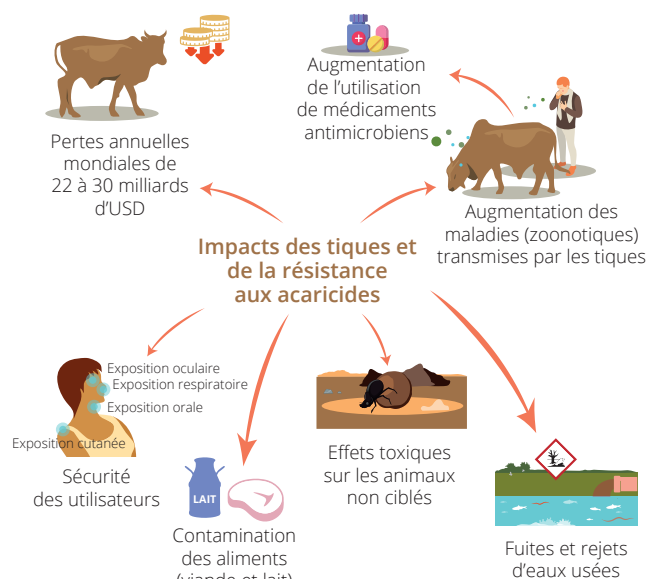 Pertes annuelles
mondiales de
22 à 30 milliards
d’USD
Augmentation
de l’utilisation
de médicaments
antimicrobiens
Augmentation des
maladies (zoonotiques)
transmises par les tiques
Impacts des tiques et
de la résistance
aux acaricides
Exposition oculaire
Exposition respiratoire
Exposition orale
Exposition cutanée
Sécurité
des utilisateurs
LAIT
Contamination
des aliments
(viande et lait)
Effets toxiques
sur les animaux
non ciblés
Fuites et rejets
d’eaux usées